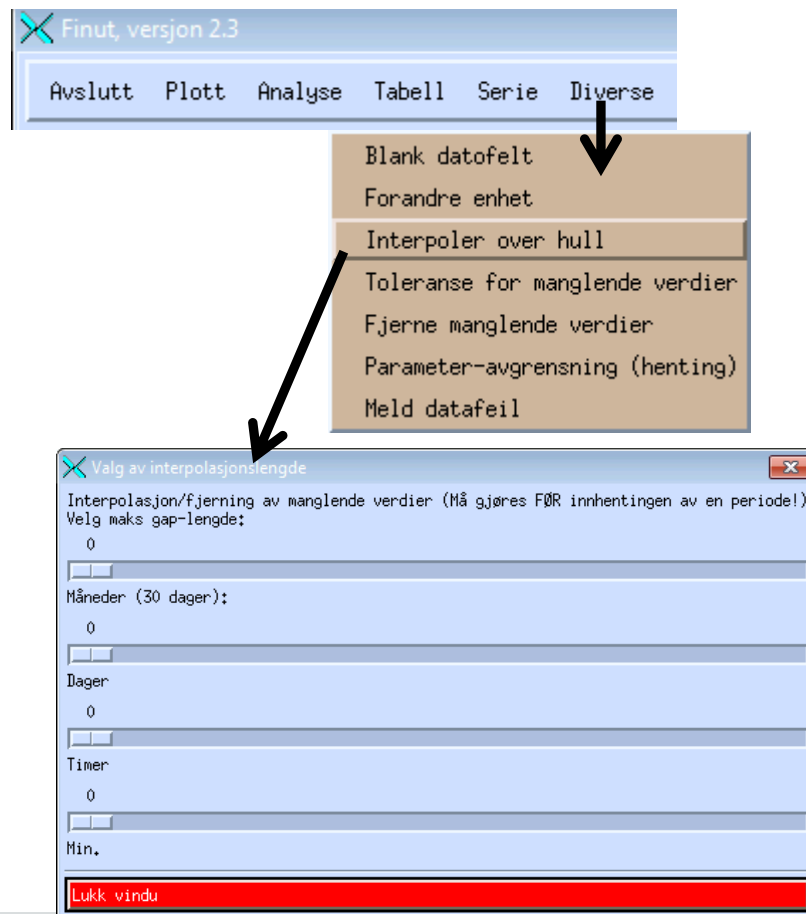 Finut, versjon 2.3
Avslutt Plott Analyse Tabell Serie Diverse
Blank datofelt
Forandre enhet
Interpoler over hull
Toleranse for manglende verdier
Fjerne manglende verdier
Parameter-avgrensning (henting)
Meld datafeil
Valg av interpolasjonslengde
Interpolasjon/fjerning av manglende verdier (Må gjøres FØR innhentingen av en periode!)
Velg maks gap-lengde:
0
Måneder (30 dager):
0
Dager
0
Timer
0
Min.
Lukk vindu